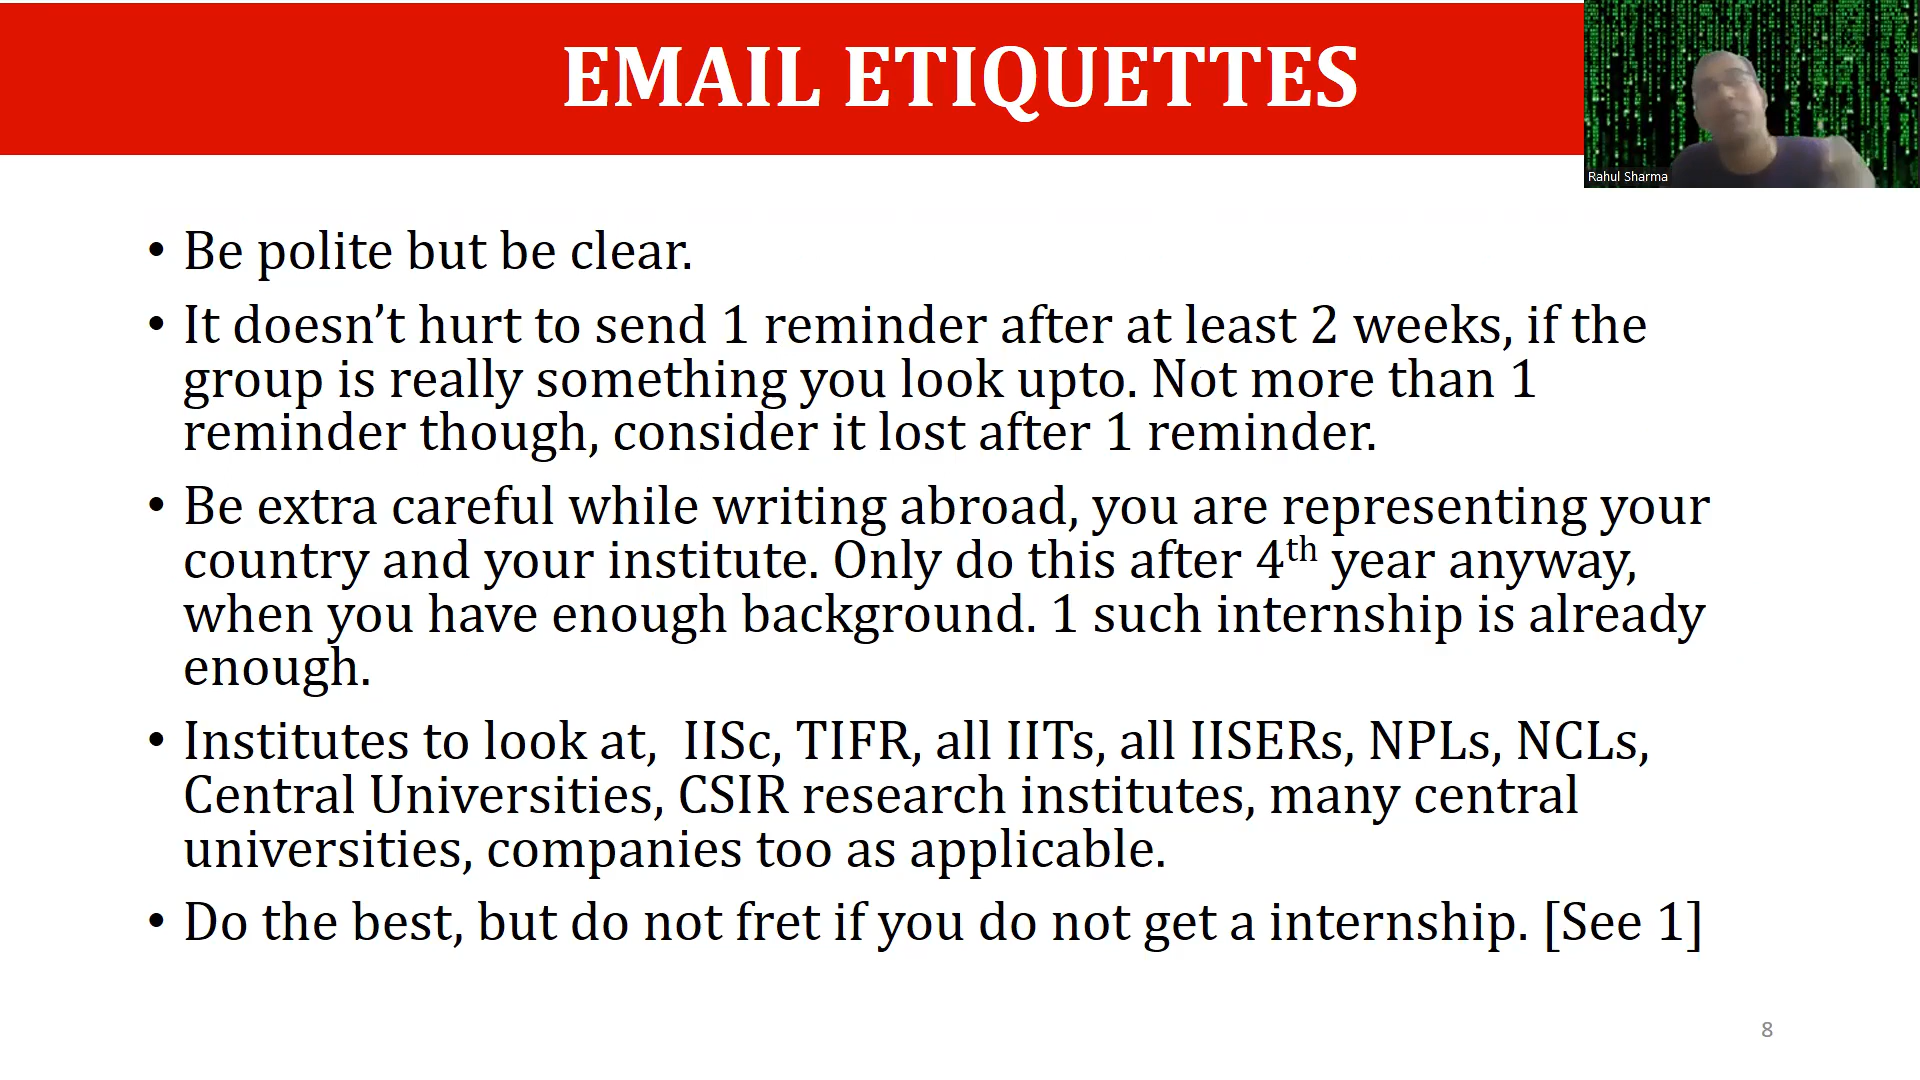 EMAIL ETIQUETTES
Rahul Sharma
• Be polite but be clear.
• It doesn’t hurt to send 1 reminder after at least 2 weeks, if the
group is really something you look upto. Not more than 1
reminder though, consider it lost after 1 reminder.
• Be extra careful while writing abroad, you are representing your
country and your institute. Only do this after 4th year anyway,
when you have enough background. 1 such internship is already
enough.
• Institutes to look at,  IISc, TIFR, all IITs, all IISERs, NPLs, NCLs,
Central Universities, CSIR research institutes, many central
universities, companies too as applicable.
• Do the best, but do not fret if you do not get a internship. [See 1]
8